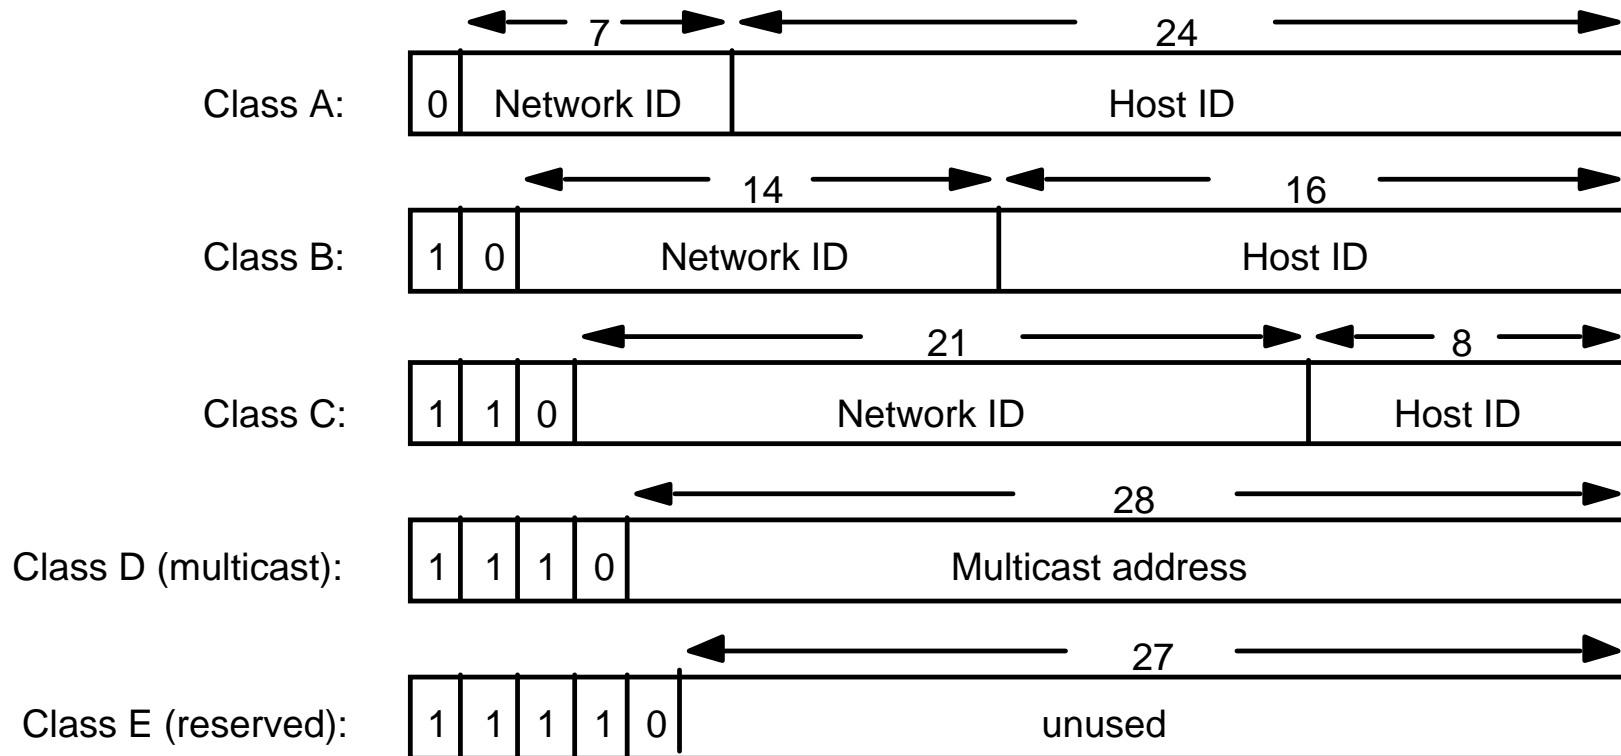 7 24
Class A: 0 Network ID Host ID
14 16
Class B: 1 0 Network ID Host ID
21 8
Class C: 1 1 0 Network ID Host ID
28
Class D (multicast): 1 1 1 0 Multicast address
27
Class E (reserved): 1 1 1 1 0 unused